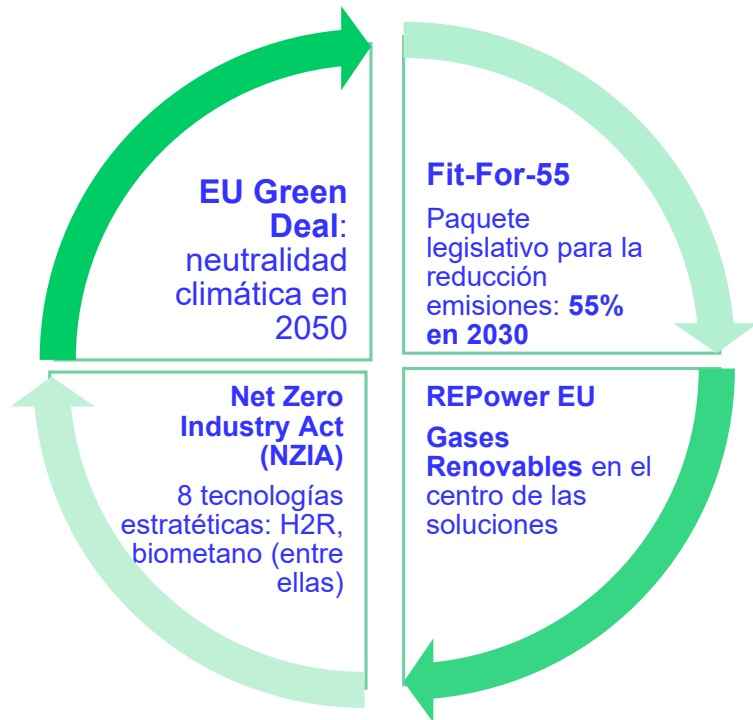 EU Green
Deal:
neutralidad
climática en
2050
Fit-For-55
Paquete
legislativo para la
reducción
emisiones: 55%
en 2030
Net Zero
Industry Act
(NZIA)
8 tecnologías
estratéticas: H2R,
biometano (entre
ellas)
REPower EU
Gases
Renovables en el
centro de las
soluciones